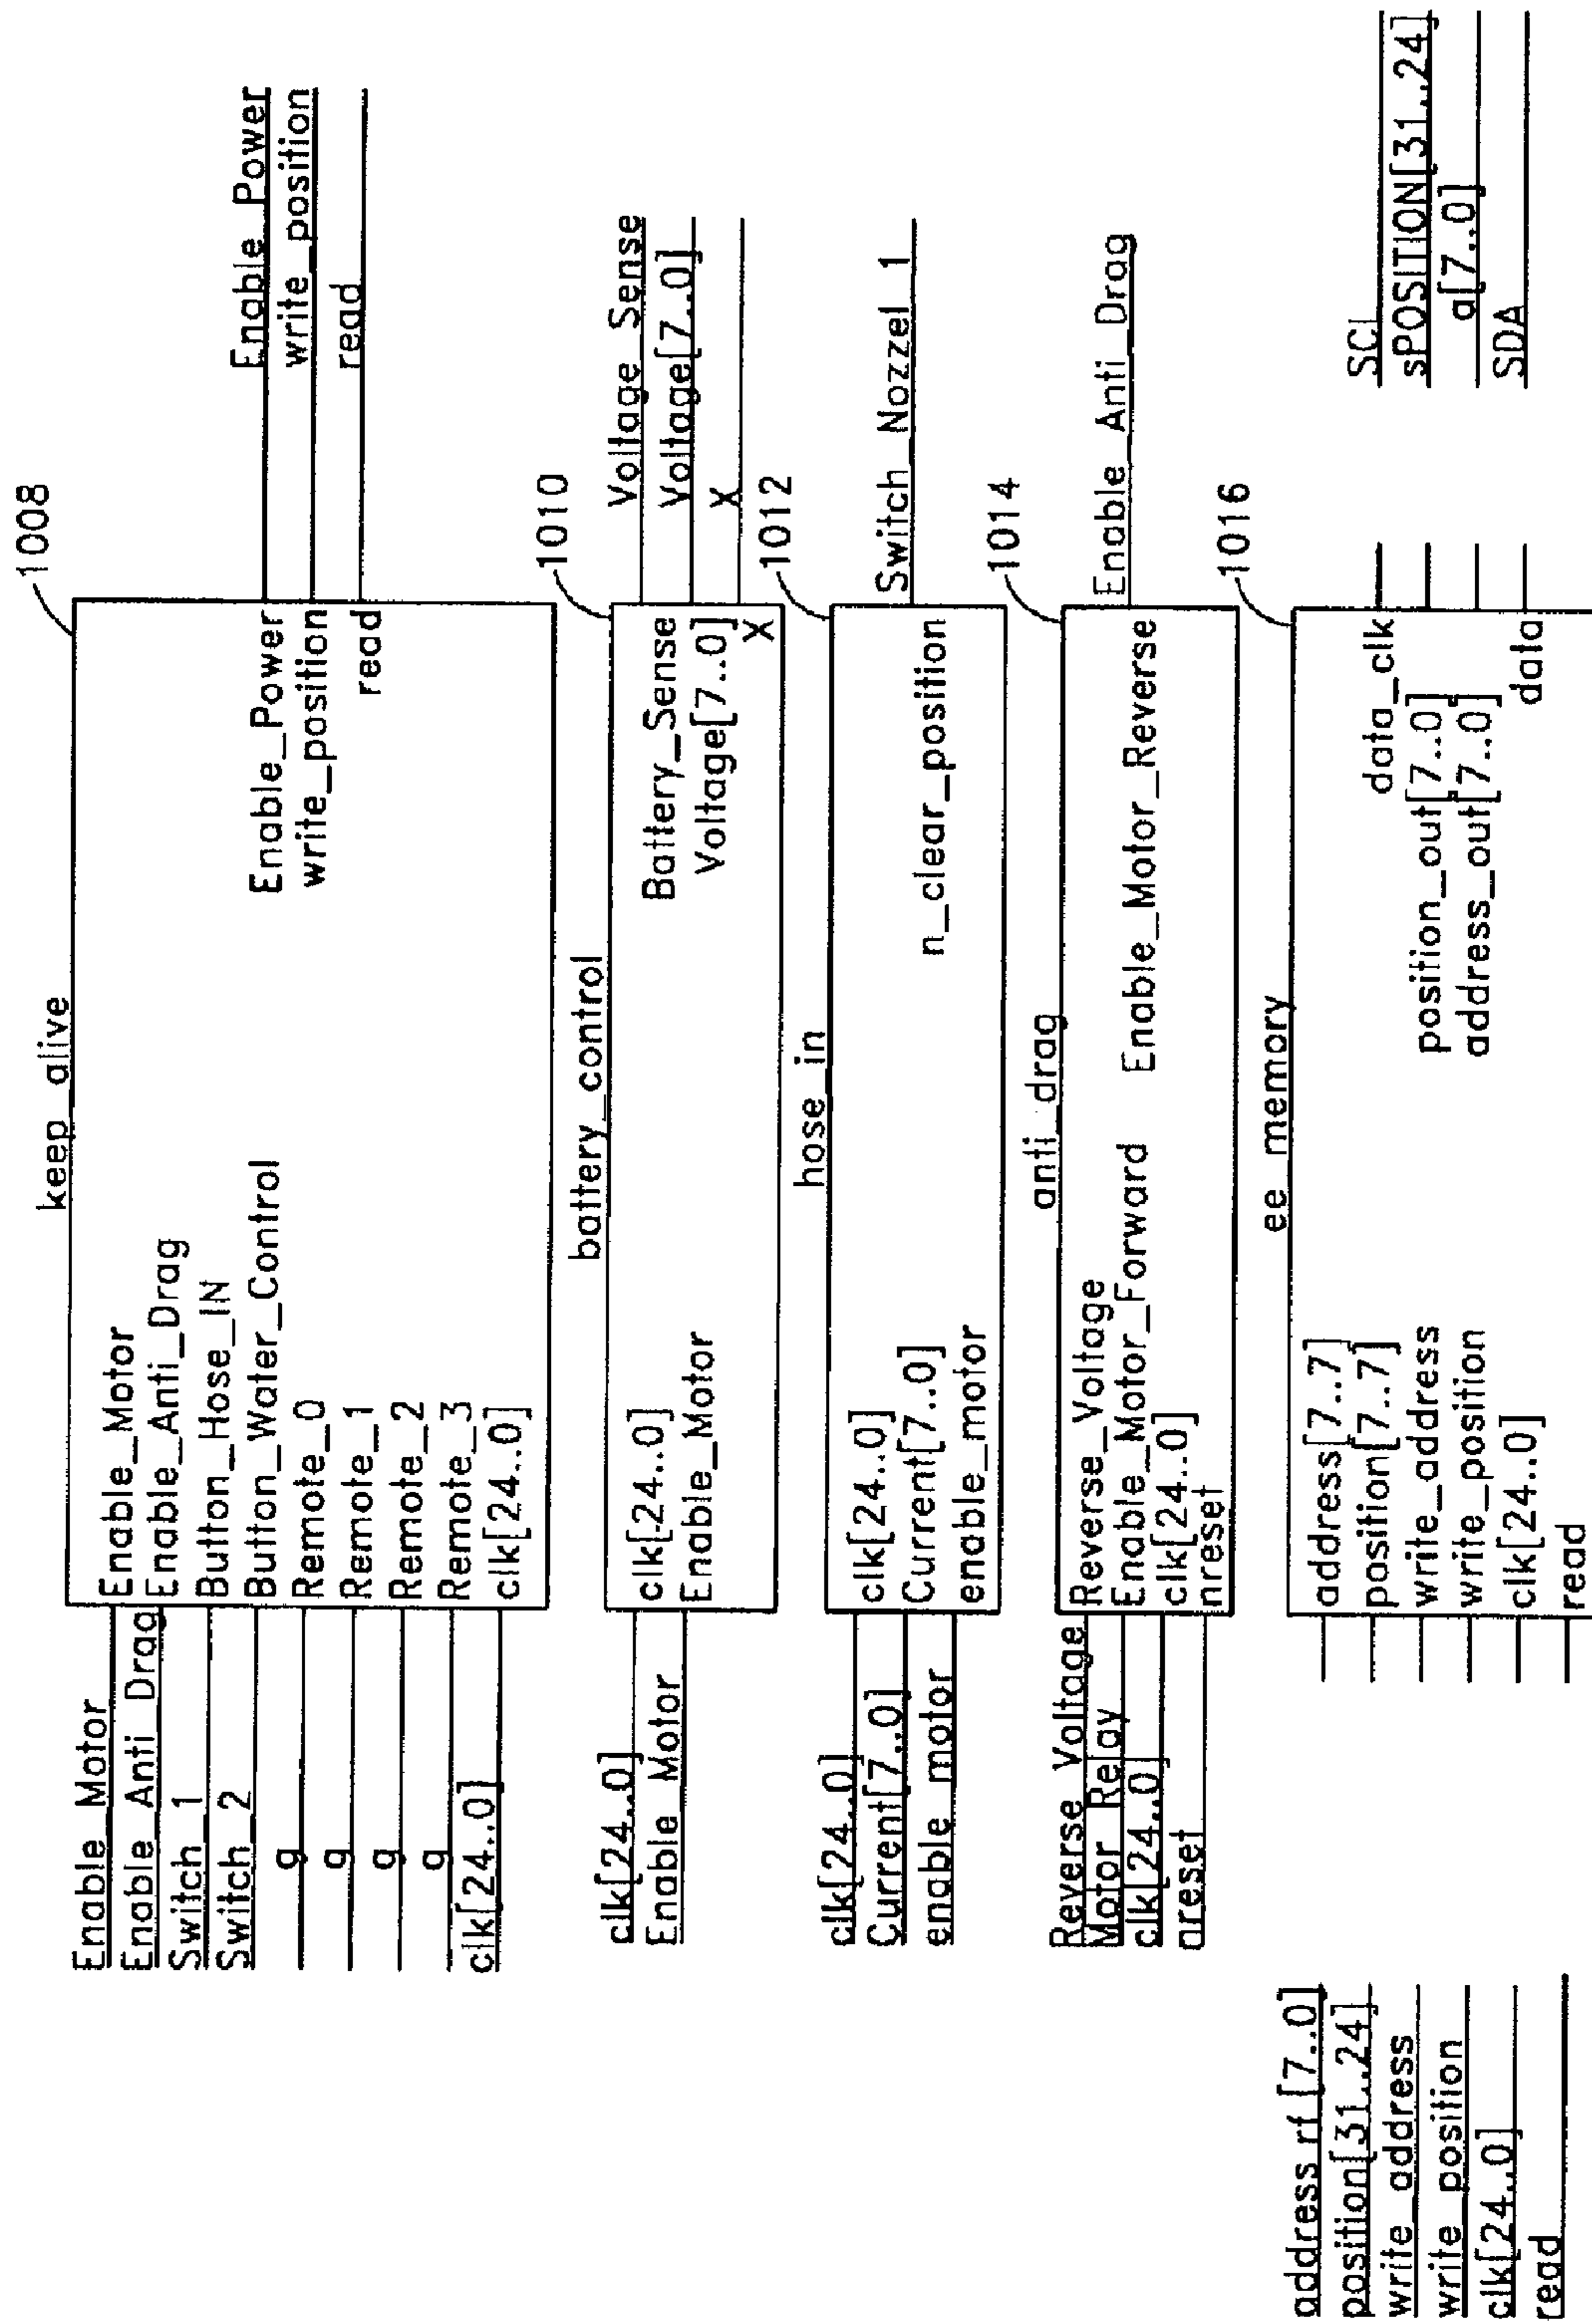 1008
keep_alive
Enable_Motor
Enable_Motor
Enable_Anti_Drag
Enable_Anti_Drag
Switch_1
Button_Hose_IN
Switch_2
Button_Water_Control
Enable_Power
Enable_Power
g
Remote_0
write_position
write_position
g
Remote_1
read
read
g
Remote_2
g
Remote_3
clk[24..0]
clk[24..0]
1010
battery_control
clk[24..0]
clk[24..0]
Battery_Sense
Voltage_Sense
Enable_Motor
Enable_Motor
Voltage[7..0]
Voltage[7..0]
X
X
1012
hose_in
clk[24..0]
clk[24..0]
Current[7..0]
Current[7..0]
n_clear_position
Switch_Nozzel_1
enable_motor
enable_motor
1014
anti_drag
Reverse_Voltage
Reverse_Voltage
Motor_Relay
Enable_Motor_Forward
Enable_Motor_Reverse
Enable_Anti_Drag
clk[24..0]
clk[24..0]
nreset
nreset
1016
ee_memory
address_rf_[7..0]
address[7..7]
position[31..24]
position[7..7]
data_clk
SCL
write_address
write_address
position_out[7..0]
sPOSITION[31..24]
write_position
write_position
address_out[7..0]
a[7..0]
clk[24..0]
clk[24..0]
data
SDA
read
read